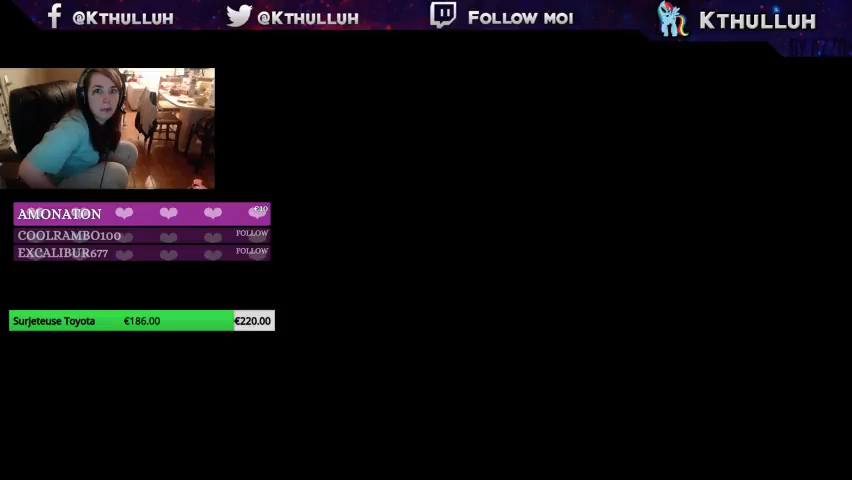 @Kthulluh
@Kthulluh
Follow moi
Kthulluh
AMONATON €10
COOLRAMBO100 FOLLOW
EXCALIBUR677 FOLLOW
Surjeteuse Toyota €186.00 €220.00